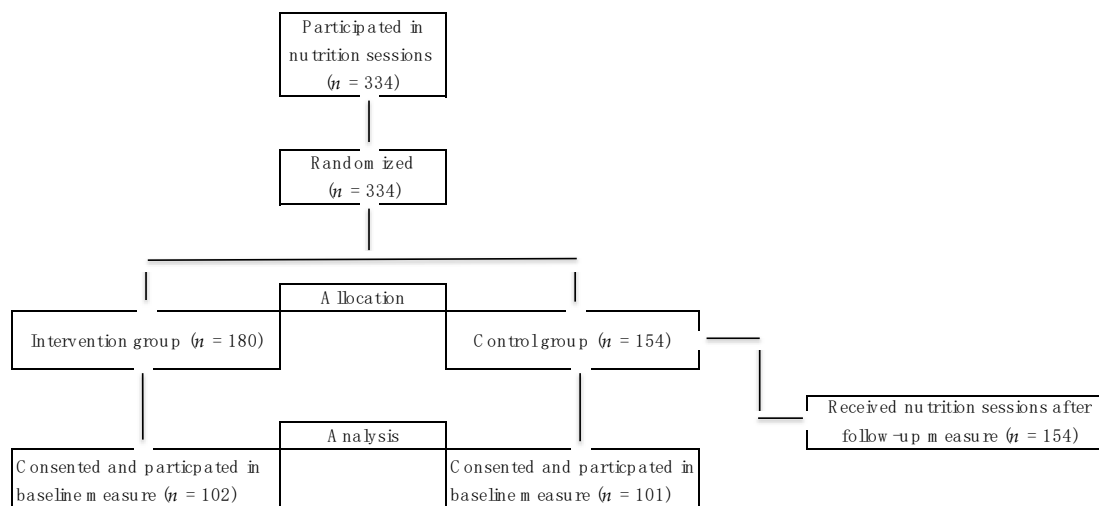 Participated in
nutrition sessions
(n = 334)
Randomized
(n = 334)
Allocation
Intervention group (n = 180)
Control group (n = 154)
Received nutrition sessions after
follow-up measure (n = 154)
Analysis
Consented and particpated in
baseline measure (n = 102)
Consented and particpated in
baseline measure (n = 101)